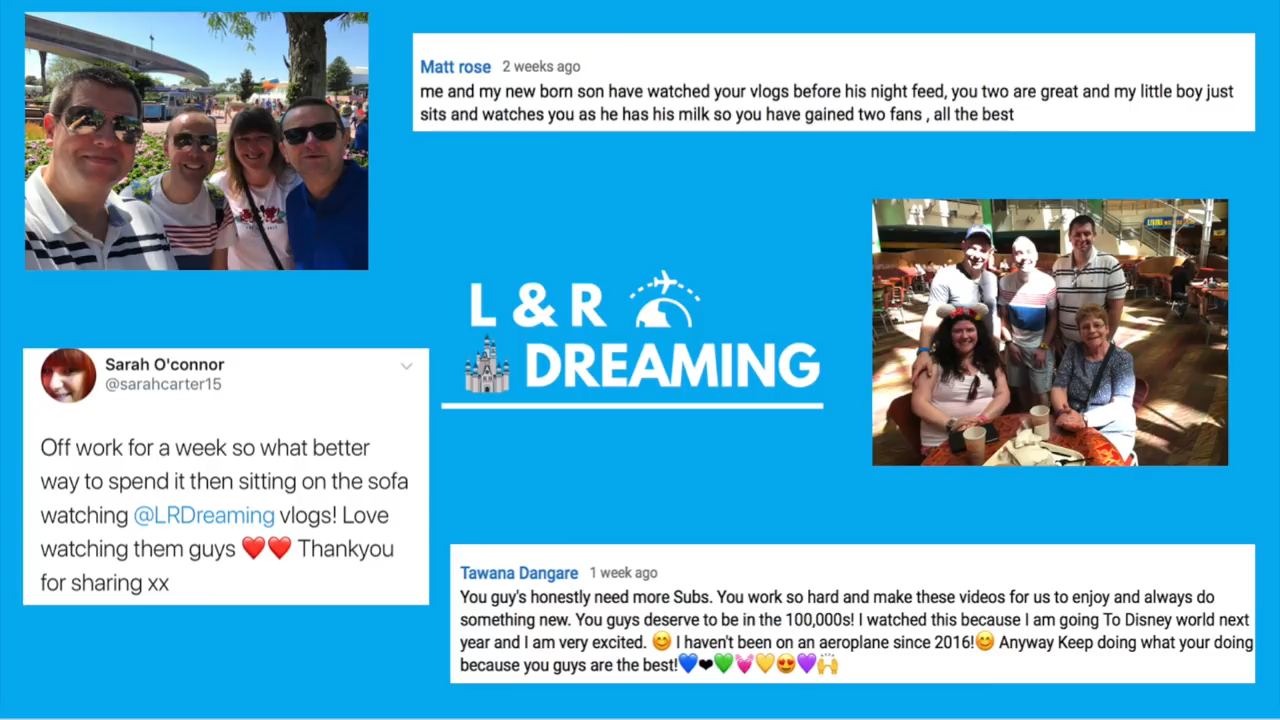 Matt rose 2 weeks ago
me and my new born son have watched your vlogs before his night feed, you two are great and my little boy just
sits and watches you as he has his milk so you have gained two fans , all the best
L & R
DREAMING
Sarah O'connor
@sarahcarter15
Off work for a week so what better
way to spend it then sitting on the sofa
watching @LRDreaming vlogs! Love
watching them guys ❤️❤️ Thankyou
for sharing xx
Tawana Dangare 1 week ago
You guy's honestly need more Subs. You work so hard and make these videos for us to enjoy and always do
something new. You guys deserve to be in the 100,000s! I watched this because I am going To Disney world next
year and I am very excited. 😊 I haven't been on an aeroplane since 2016!😊 Anyway Keep doing what your doing
because you guys are the best!💙❤💚💓💛😍💜🙌